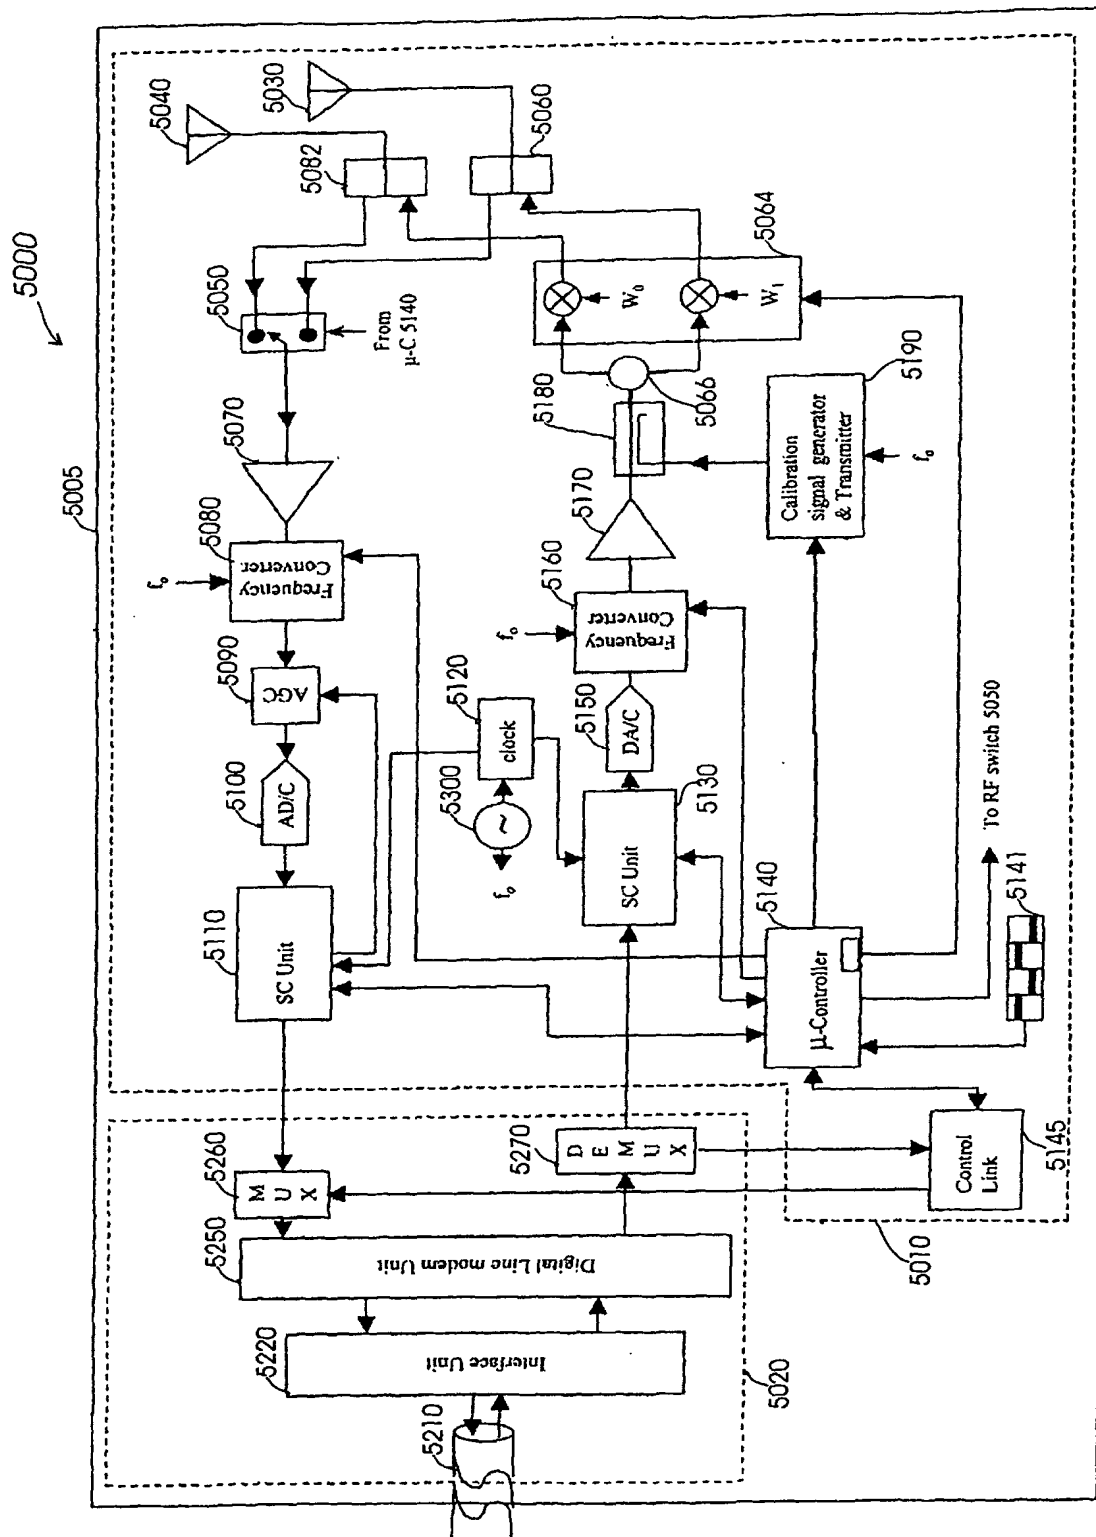 5000
5005
5040
5030
5082
5060
5050
From
μ-C 5140
5064
W₀
W₁
5066
5070
5180
5190
Calibration
signal generator
& Transmitter
f₀
5080
Frequency
Converter
f₀
5170
5160
Frequency
Converter
f₀
5090
AGC
5100
AD/C
5120
clock
5300
~
f₀
5150
DA/C
5110
SC Unit
5130
SC Unit
5140
μ-Controller
To RF switch 5050
5141
5145
Control
Link
5010
5260
M
U
X
5270
D
E
M
U
X
5250
Digital Line modem Unit
5220
Interface Unit
5210
5020